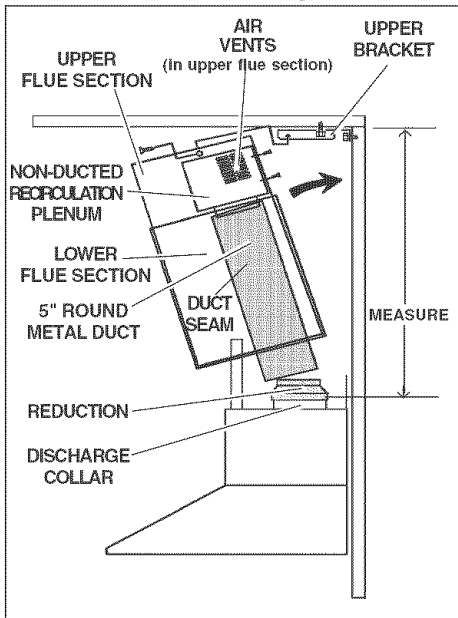 AIR
VENTS
(in upper flue section)
UPPER
BRACKET
UPPER
FLUE SECTION
NON-DUCTED
RECIRCULATION
PLENUM
LOWER
FLUE SECTION
5" ROUND
METAL DUCT
DUCT
SEAM
MEASURE
REDUCTION
DISCHARGE
COLLAR